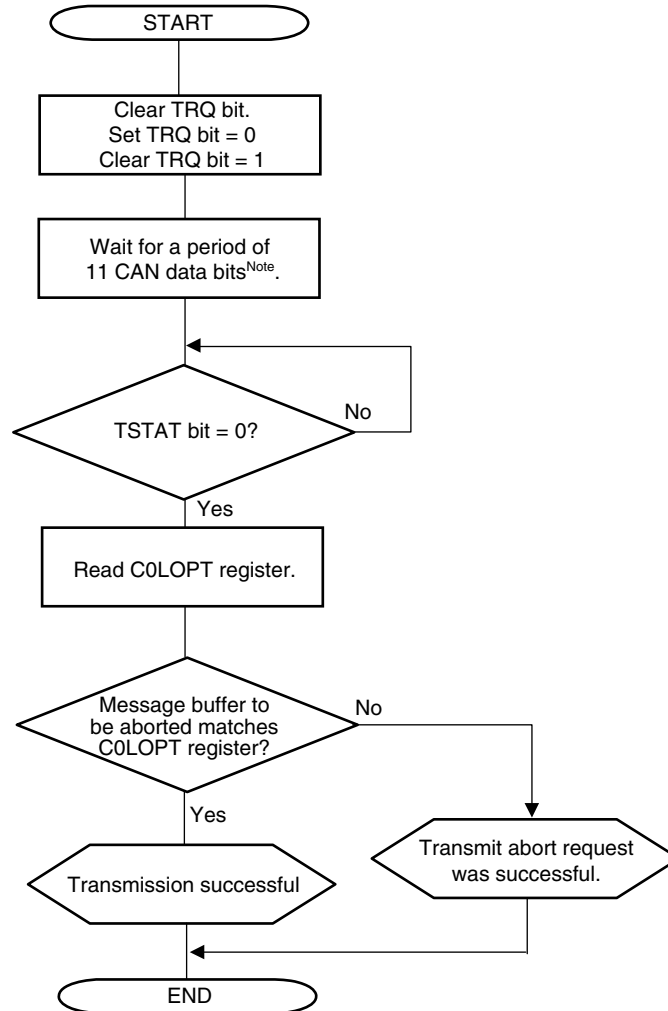 START
Clear TRQ bit.
Set TRQ bit = 0
Clear TRQ bit = 1
Wait for a period of
11 CAN data bitsNote.
No
TSTAT bit = 0?
Yes
Read C0LOPT register.
Message buffer to
be aborted matches
C0LOPT register?
No
Yes
Transmission successful
Transmit abort request
was successful.
END